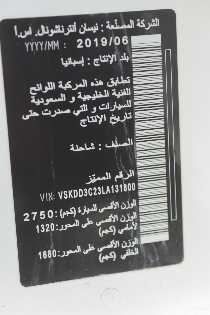 الشركة المصنعة : نيسان أنترناشونال، اس.أ
YYYY/MM : 2019/06
بلد الإنتاج : إسبانيا
تطابق هذه المركبة اللوائح
الفنية الخليجية و السعودية
للسيارات و التي صدرت حتى
تاريخ الإنتاج
الصنف : شاحنة
الرقم المميز
VIN: VSKDD3C23LA131800
الوزن الأقصى للسيارة (كجم) : 2750
الوزن الأقصى على المحور: 1320
الأمامي (كجم)
الوزن الأقصى على المحور: 1680
الخلفي (كجم)